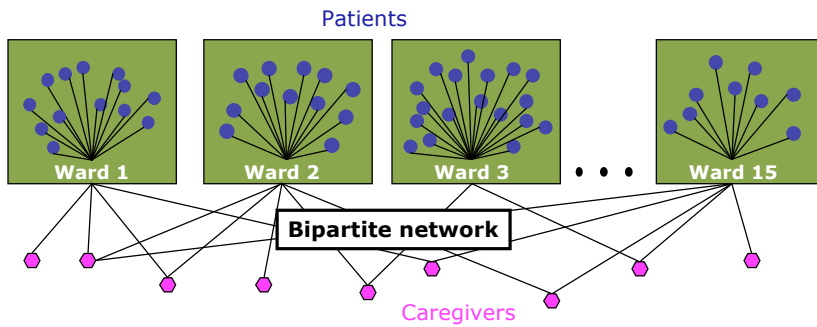 Patients
Ward 1
Ward 2
Ward 3
Ward 15
Bipartite network
Caregivers